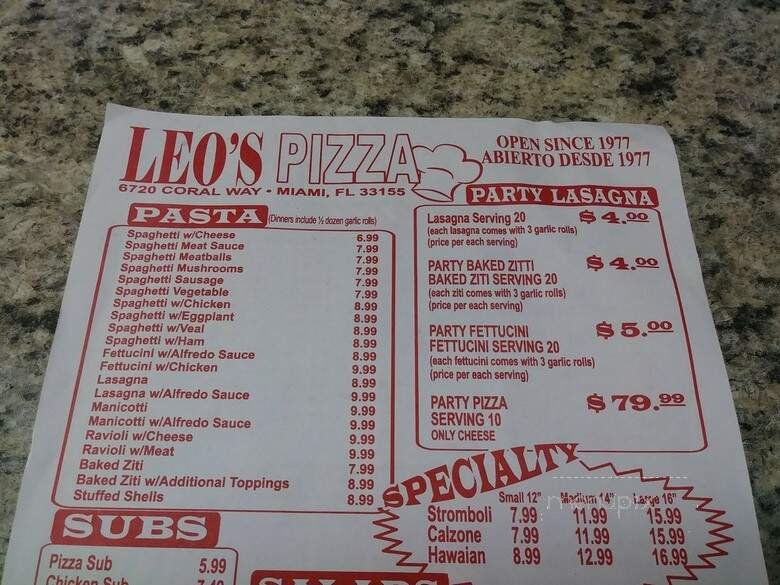 LEO'S PIZZA
6720 CORAL WAY • MIAMI, FL 33155
OPEN SINCE 1977
ABIERTO DESDE 1977
PASTA (Dinners include ½ dozen garlic rolls)
Spaghetti w/Cheese 6.99
Spaghetti Meat Sauce 7.99
Spaghetti Meatballs 7.99
Spaghetti Mushrooms 7.99
Spaghetti Sausage 7.99
Spaghetti Vegetable 7.99
Spaghetti w/Chicken 8.99
Spaghetti w/Eggplant 8.99
Spaghetti w/Veal 8.99
Spaghetti w/Ham 8.99
Fettucini w/Alfredo Sauce 8.99
Fettucini w/Chicken 9.99
Lasagna 8.99
Lasagna w/Alfredo Sauce 9.99
Manicotti 9.99
Manicotti w/Alfredo Sauce 9.99
Ravioli w/Cheese 9.99
Ravioli w/Meat 9.99
Baked Ziti 7.99
Baked Ziti w/Additional Toppings 8.99
Stuffed Shells 8.99
PARTY LASAGNA
Lasagna Serving 20 $4.00
(each lasagna comes with 3 garlic rolls)
(price per each serving)
PARTY BAKED ZITTI $4.00
BAKED ZITI SERVING 20
(each ziti comes with 3 garlic rolls)
(price per each serving)
PARTY FETTUCINI $5.00
FETTUCINI SERVING 20
(each fettucini comes with 3 garlic rolls)
(price per each serving)
PARTY PIZZA $79.99
SERVING 10
ONLY CHEESE
SPECIALTY
Small 12" Medium 14" Large 16"
Stromboli 7.99 11.99 15.99
Calzone 7.99 11.99 15.99
Hawaiian 8.99 12.99 16.99
SUBS
Pizza Sub 5.99
Chicken Sub 7.49
SALADS